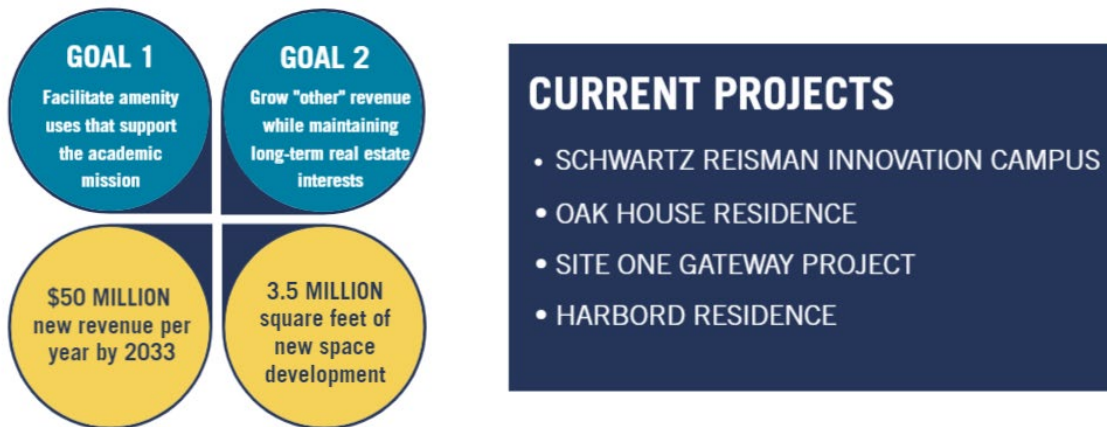 GOAL 1
Facilitate amenity
uses that support
the academic
mission
GOAL 2
Grow "other" revenue
while maintaining
long-term real estate
interests
$50 MILLION
new revenue per
year by 2033
3.5 MILLION
square feet of
new space
development
CURRENT PROJECTS
• SCHWARTZ REISMAN INNOVATION CAMPUS
• OAK HOUSE RESIDENCE
• SITE ONE GATEWAY PROJECT
• HARBORD RESIDENCE